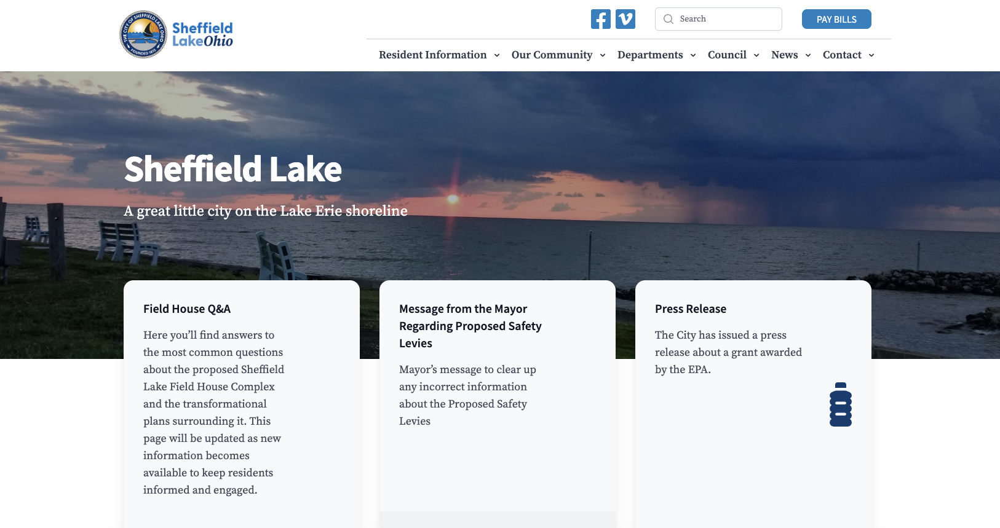 THE CITY OF SHEFFIELD LAKE OHIO
FOUNDED 1815
Sheffield
LakeOhio
Search
PAY BILLS
Resident Information
Our Community
Departments
Council
News
Contact
Sheffield Lake
A great little city on the Lake Erie shoreline
Field House Q&A
Here you’ll find answers to
the most common questions
about the proposed Sheffield
Lake Field House Complex
and the transformational
plans surrounding it. This
page will be updated as new
information becomes
available to keep residents
informed and engaged.
Message from the Mayor
Regarding Proposed Safety
Levies
Mayor’s message to clear up
any incorrect information
about the Proposed Safety
Levies
Press Release
The City has issued a press
release about a grant awarded
by the EPA.